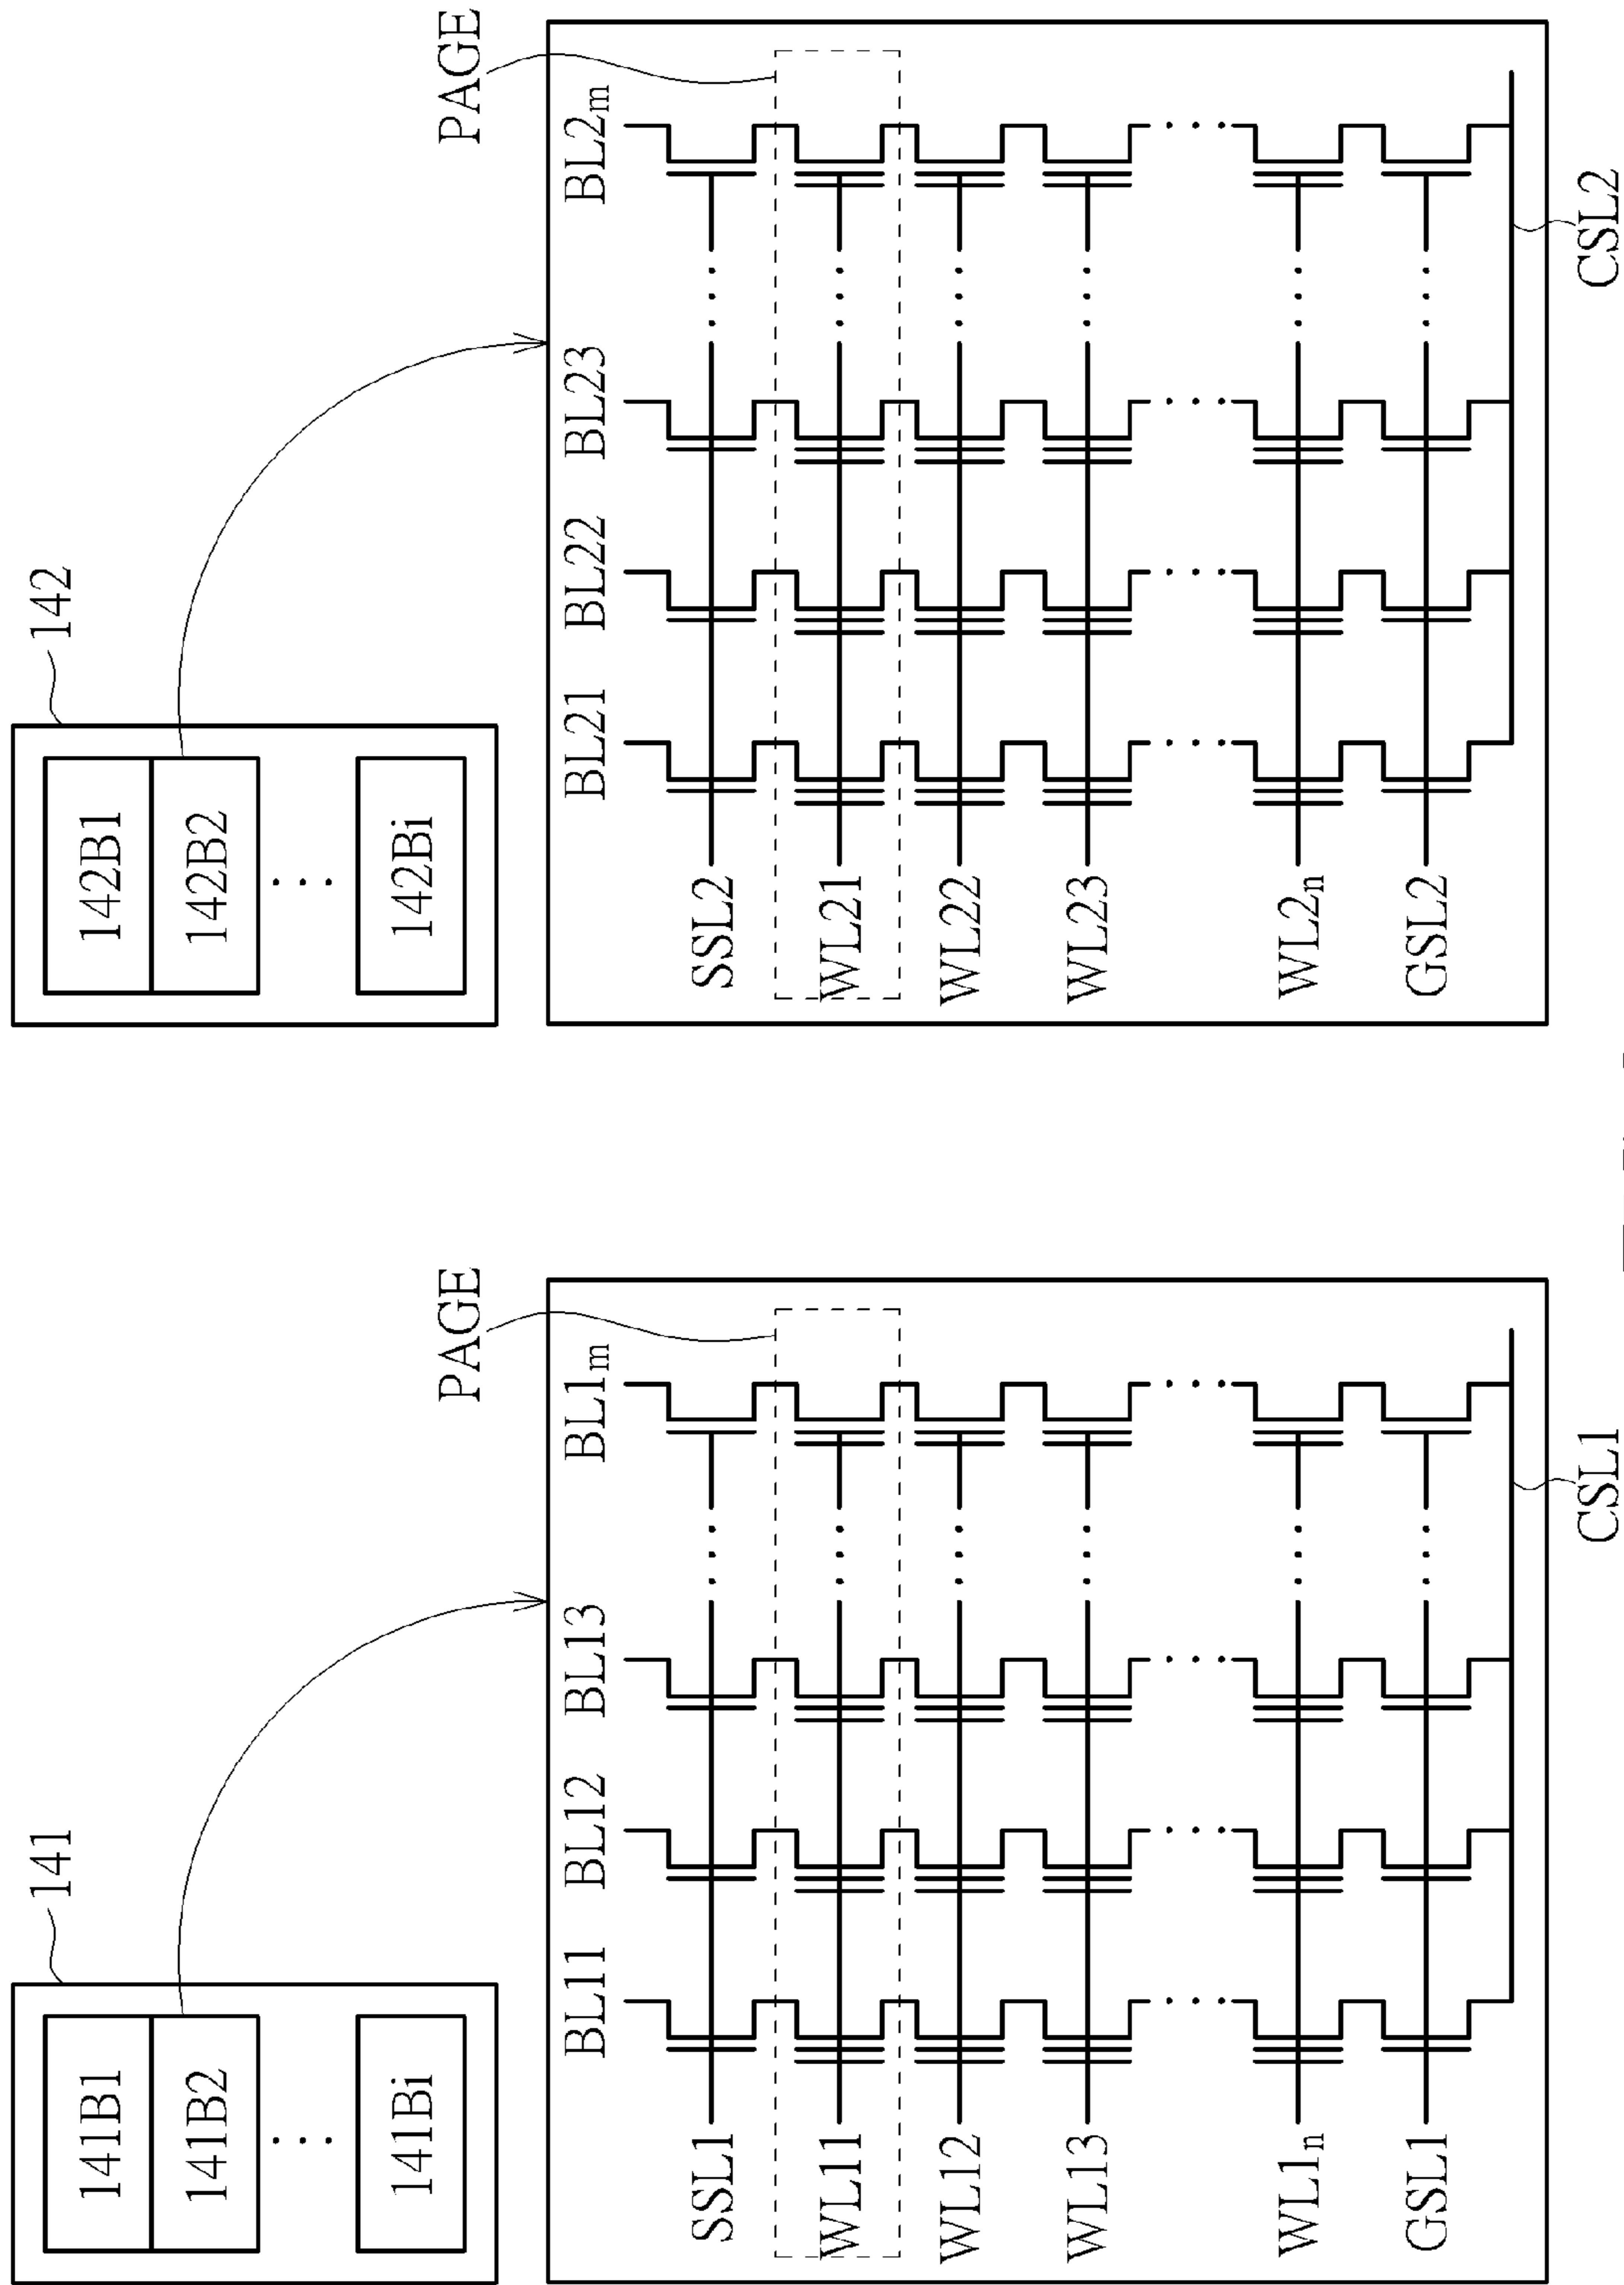 141
141B1
141B2
141Bi
PAGE
BL11 BL12 BL13 BL1m
SSL1
WL11
WL12
WL13
WL1n
GSL1
CSL1
142
142B1
142B2
142Bi
PAGE
BL21 BL22 BL23 BL2m
SSL2
WL21
WL22
WL23
WL2n
GSL2
CSL2